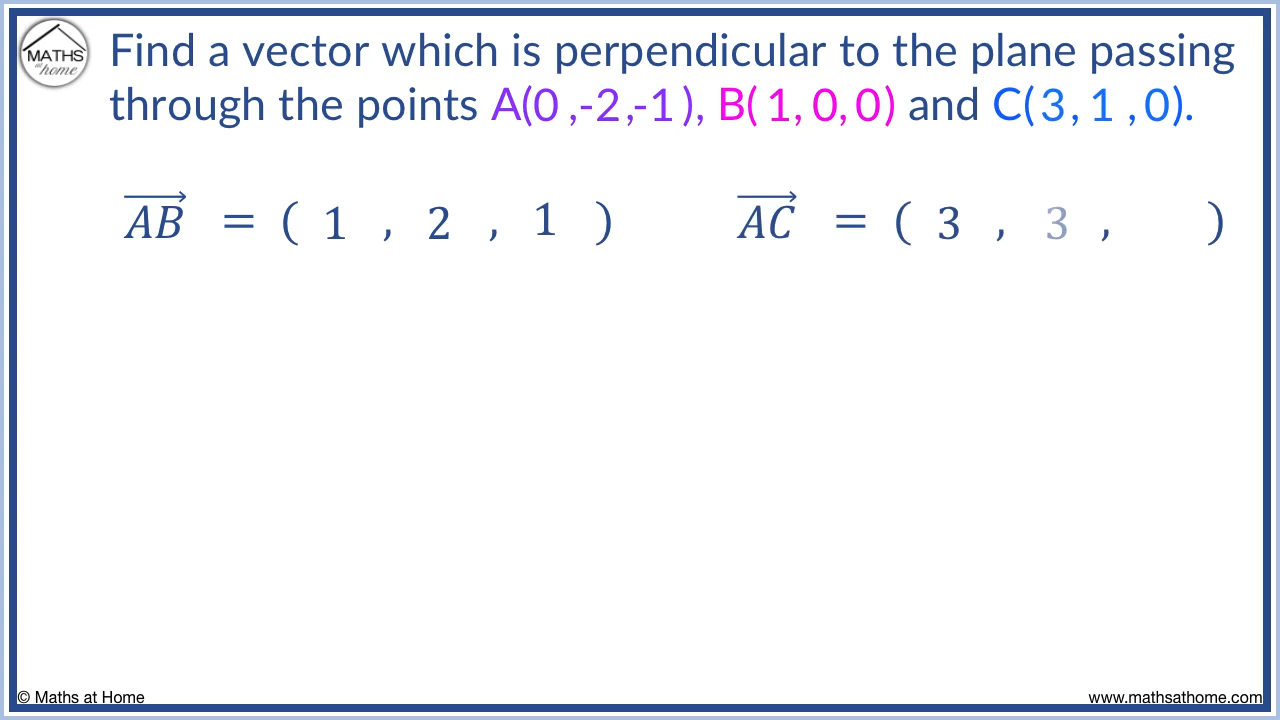 MATHS
at home
Find a vector which is perpendicular to the plane passing
through the points A(0 ,-2,-1 ), B( 1, 0, 0 ) and C( 3 , 1 , 0 ).
AB⃗ = ( 1 , 2 , 1 ) AC⃗ = ( 3 , 3 , )
© Maths at Home www.mathsathome.com